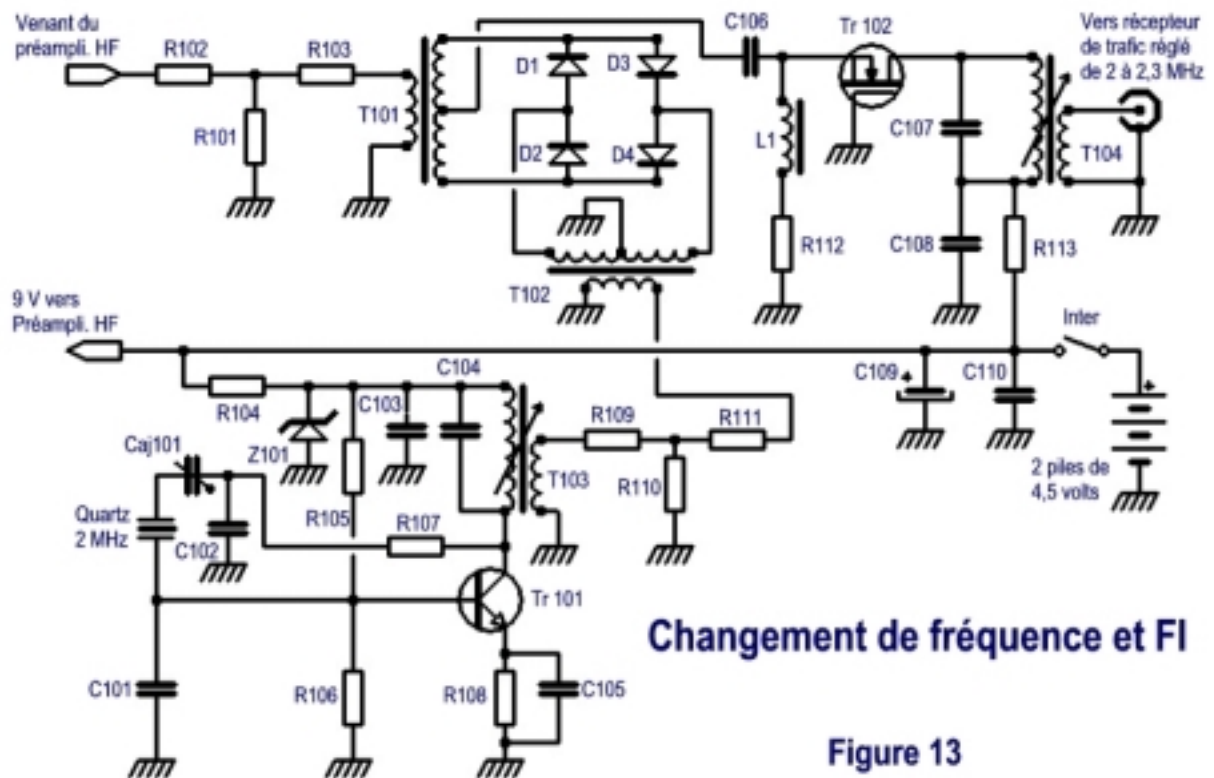 Venant du
préampli. HF
R102
R103
R101
T101
D1
D3
D2
D4
C106
Tr 102
L1
R112
C107
C108
R113
T104
Vers récepteur
de trafic réglé
de 2 à 2,3 MHz
T102
9 V vers
Préampli. HF
R104
Z101
C103
C104
R105
T103
R109
R111
R110
C109
+
C110
Inter
+
2 piles de
4,5 volts
Caj101
Quartz
2 MHz
C102
R107
Tr 101
C101
R106
R108
C105
Changement de fréquence et FI
Figure 13